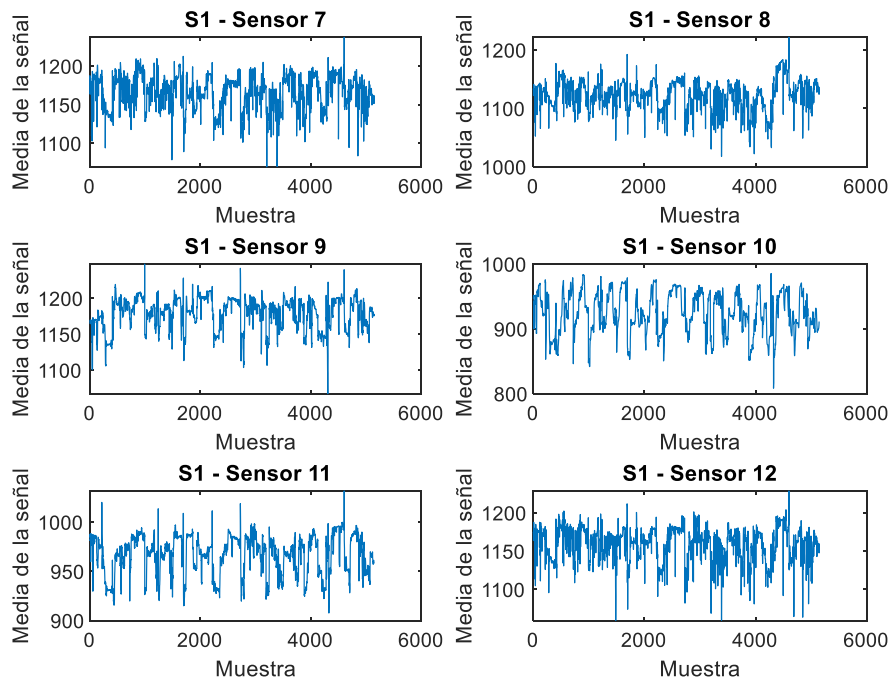 S1 - Sensor 7
Media de la señal
1200
1150
1100
0 2000 4000 6000
Muestra
S1 - Sensor 8
Media de la señal
1200
1100
1000
0 2000 4000 6000
Muestra
S1 - Sensor 9
Media de la señal
1200
1150
1100
0 2000 4000 6000
Muestra
S1 - Sensor 10
Media de la señal
1000
900
800
0 2000 4000 6000
Muestra
S1 - Sensor 11
Media de la señal
1000
950
900
0 2000 4000 6000
Muestra
S1 - Sensor 12
Media de la señal
1200
1150
1100
0 2000 4000 6000
Muestra